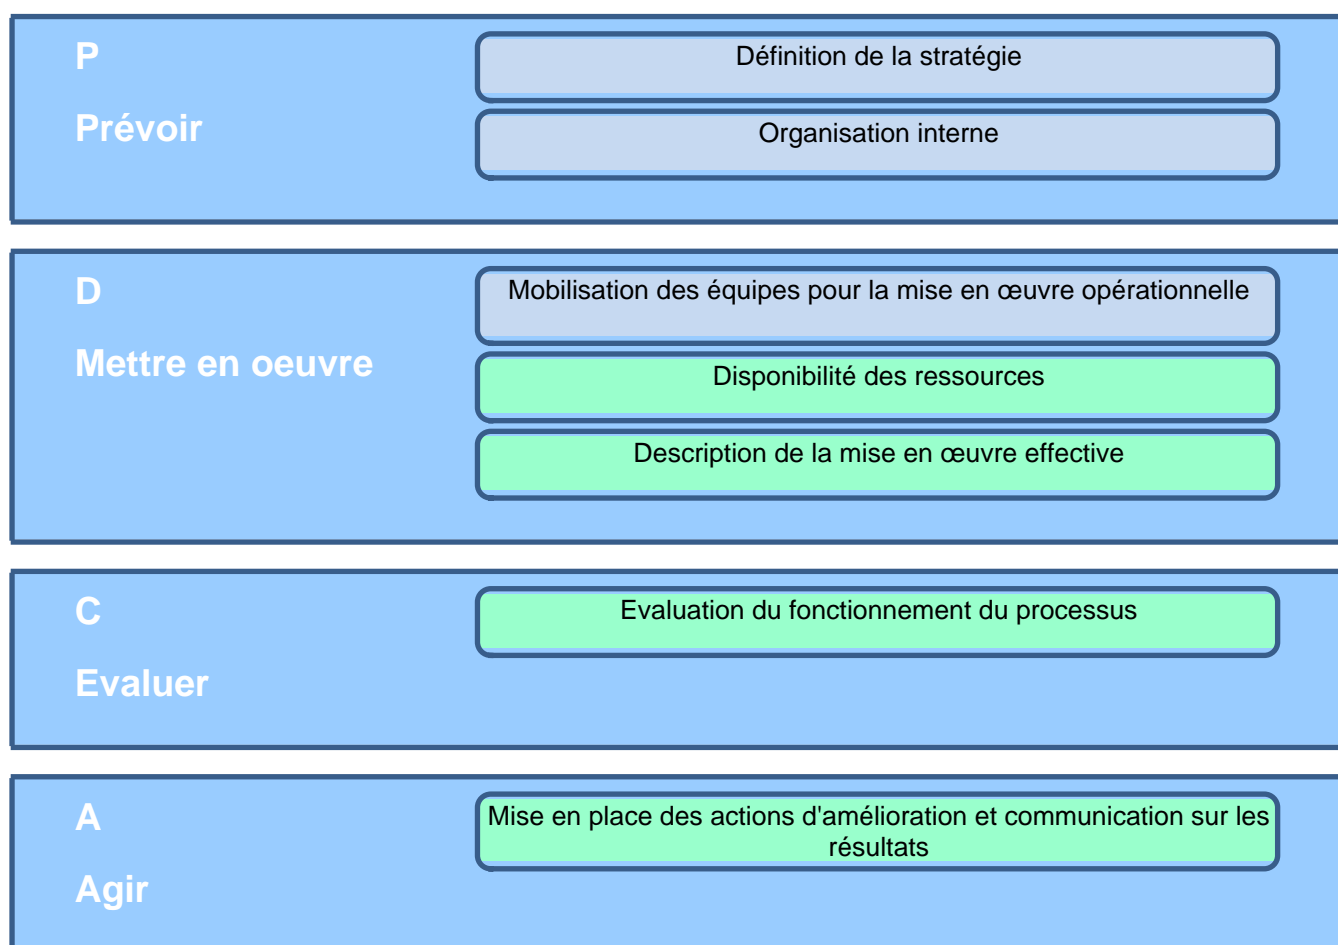 P
Définition de la stratégie
Prévoir
Organisation interne
D
Mobilisation des équipes pour la mise en œuvre opérationnelle
Mettre en oeuvre
Disponibilité des ressources
Description de la mise en œuvre effective
C
Evaluation du fonctionnement du processus
Evaluer
A
Mise en place des actions d'amélioration et communication sur les
résultats
Agir